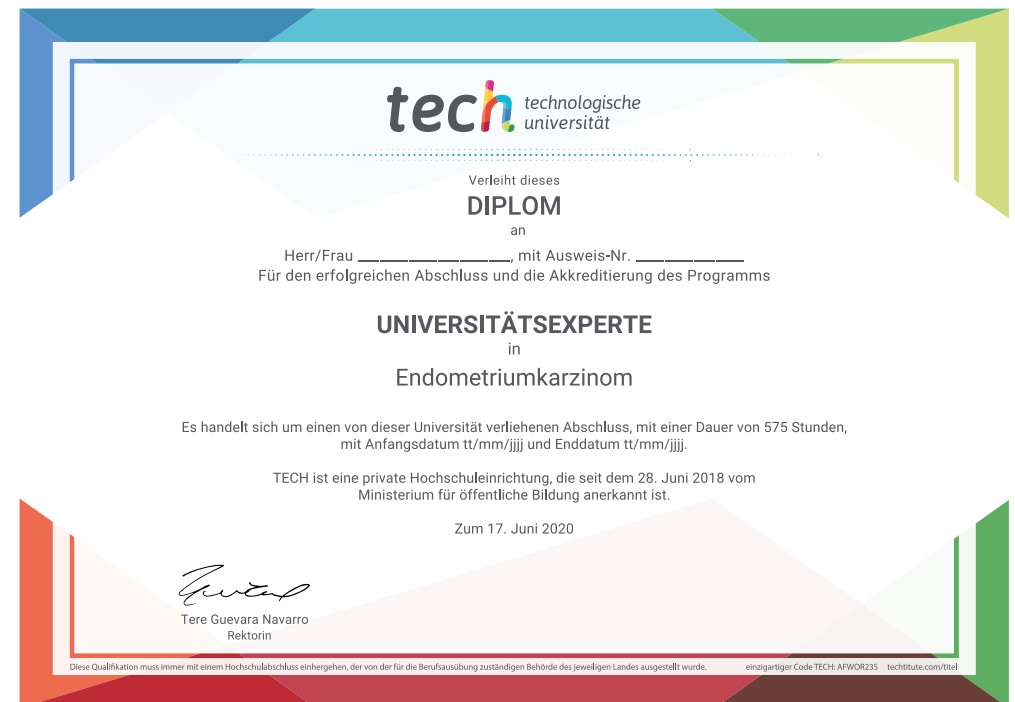 tech technologische
universität
Verleiht dieses
DIPLOM
an
Herr/Frau ______________, mit Ausweis-Nr. __________
Für den erfolgreichen Abschluss und die Akkreditierung des Programms
UNIVERSITÄTSEXPERTE
in
Endometriumkarzinom
Es handelt sich um einen von dieser Universität verliehenen Abschluss, mit einer Dauer von 575 Stunden,
mit Anfangsdatum tt/mm/jjjj und Enddatum tt/mm/jjjj.
TECH ist eine private Hochschuleinrichtung, die seit dem 28. Juni 2018 vom
Ministerium für öffentliche Bildung anerkannt ist.
Zum 17. Juni 2020
Tere Guevara Navarro
Rektorin
Diese Qualifikation muss immer mit einem Hochschulabschluss einhergehen, der von der für die Berufsausübung zuständigen Behörde des jeweiligen Landes ausgestellt wurde. einzigartiger Code TECH: AFWOR23S techtitute.com/titel